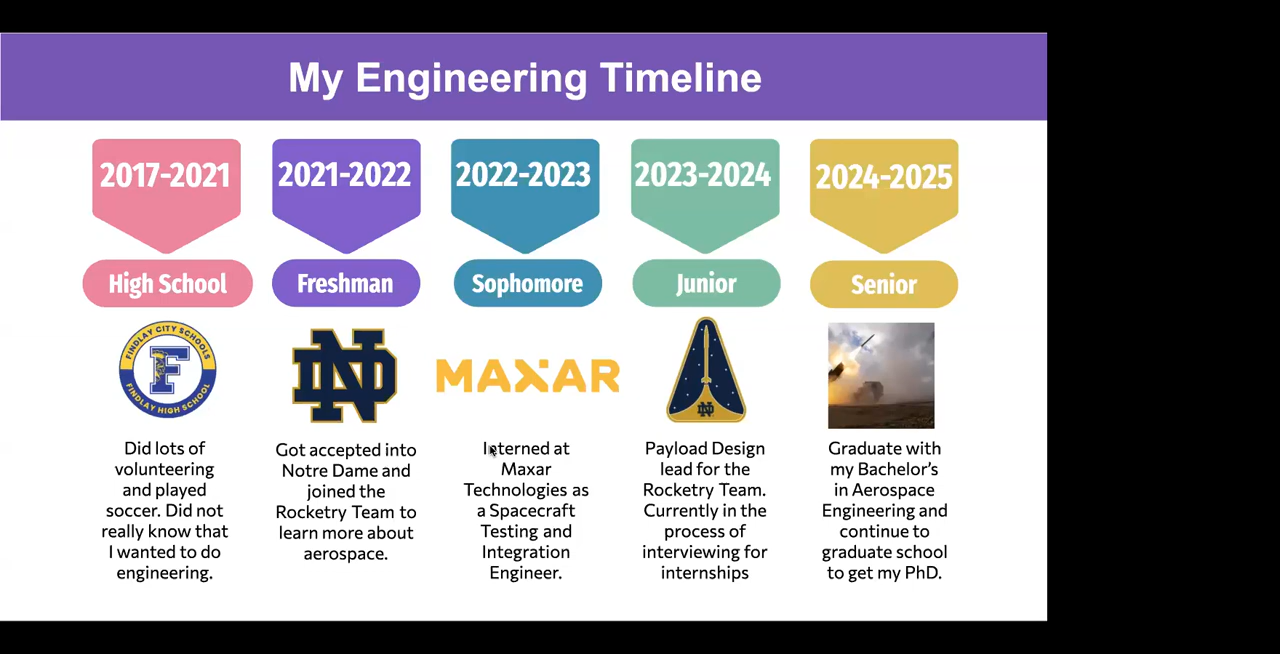 My Engineering Timeline
2017-2021
2021-2022
2022-2023
2023-2024
2024-2025
High School
Freshman
Sophomore
Junior
Senior
FINDLAY CITY SCHOOLS
F
FINDLAY HIGH SCHOOL
ND
MAXAR
ND
Did lots of
volunteering
and played
soccer. Did not
really know that
I wanted to do
engineering.
Got accepted into
Notre Dame and
joined the
Rocketry Team to
learn more about
aerospace.
Interned at
Maxar
Technologies as
a Spacecraft
Testing and
Integration
Engineer.
Payload Design
lead for the
Rocketry Team.
Currently in the
process of
interviewing for
internships
Graduate with
my Bachelor's
in Aerospace
Engineering and
continue to
graduate school
to get my PhD.